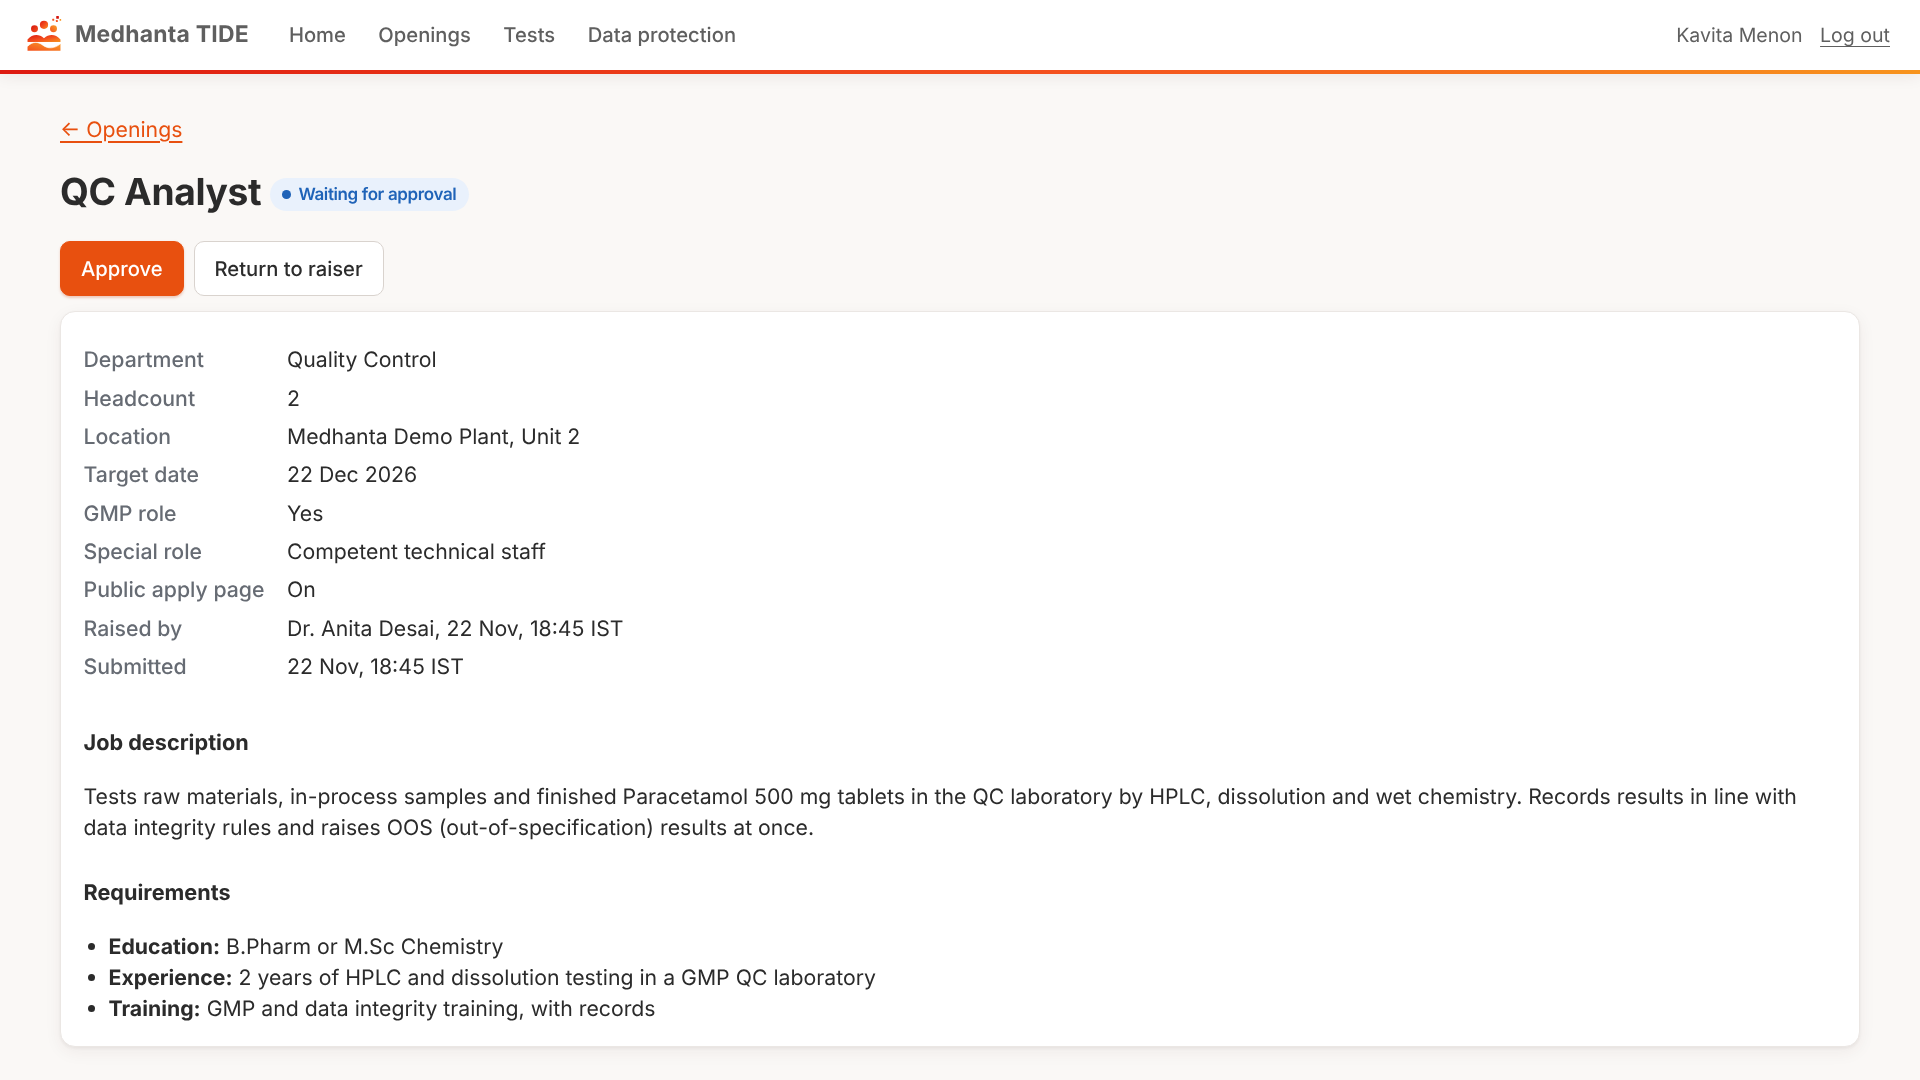 Medhanta TIDE Home Openings Tests Data protection Kavita Menon Log out
← Openings
QC Analyst Waiting for approval
Approve Return to raiser
Department Quality Control
Headcount 2
Location Medhanta Demo Plant, Unit 2
Target date 22 Dec 2026
GMP role Yes
Special role Competent technical staff
Public apply page On
Raised by Dr. Anita Desai, 22 Nov, 18:45 IST
Submitted 22 Nov, 18:45 IST
Job description
Tests raw materials, in-process samples and finished Paracetamol 500 mg tablets in the QC laboratory by HPLC, dissolution and wet chemistry. Records results in line with
data integrity rules and raises OOS (out-of-specification) results at once.
Requirements
• Education: B.Pharm or M.Sc Chemistry
• Experience: 2 years of HPLC and dissolution testing in a GMP QC laboratory
• Training: GMP and data integrity training, with records